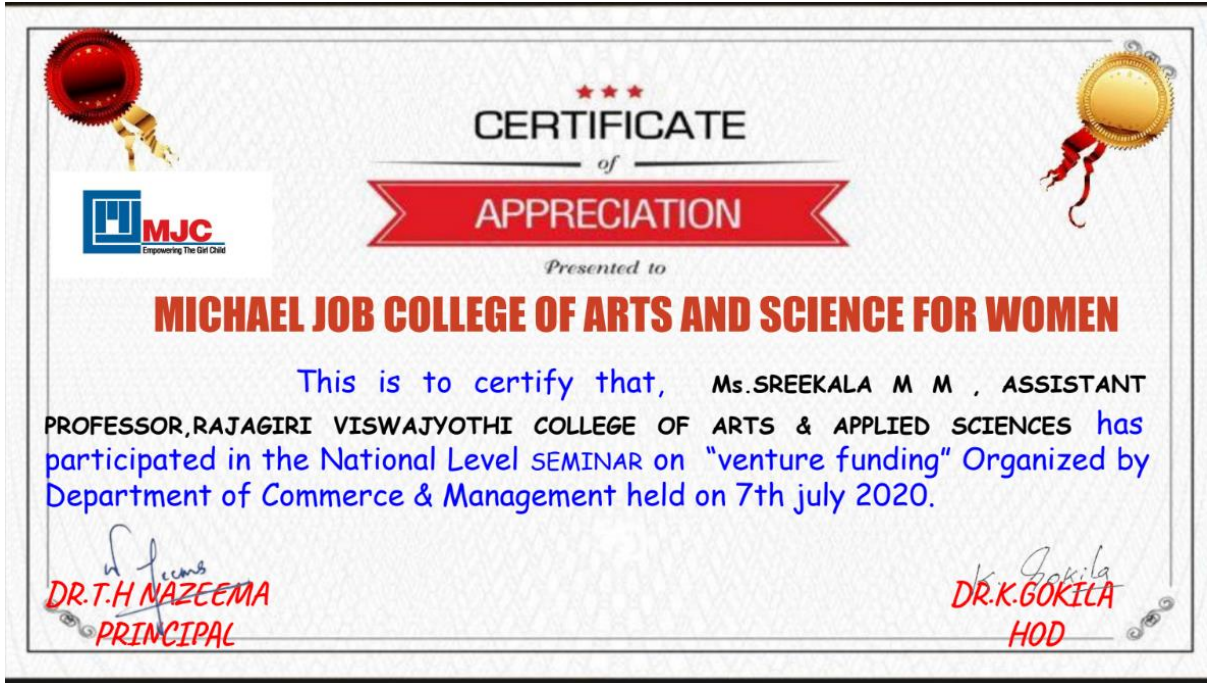 CERTIFICATE
of
APPRECIATION
MJC
Empowering The Girl Child
Presented to
MICHAEL JOB COLLEGE OF ARTS AND SCIENCE FOR WOMEN
This is to certify that, Ms.SREEKALA M M , ASSISTANT
PROFESSOR,RAJAGIRI VISWAJYOTHI COLLEGE OF ARTS & APPLIED SCIENCES has
participated in the National Level SEMINAR on “venture funding” Organized by
Department of Commerce & Management held on 7th july 2020.
K. Gokila
DR.T.H NAZEEMA
DR.K.GOKILA
PRINCIPAL
HOD